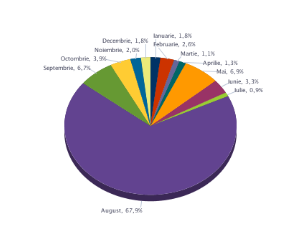 Ianuarie, 1,8%
Decembrie, 1,8%
Februarie, 2,6%
Noiembrie, 2,0%
Martie, 1,1%
Octombrie, 3,9%
Aprilie, 1,3%
Septembrie, 6,7%
Mai, 6,9%
Iunie, 3,3%
Iulie, 0,9%
August, 67,9%